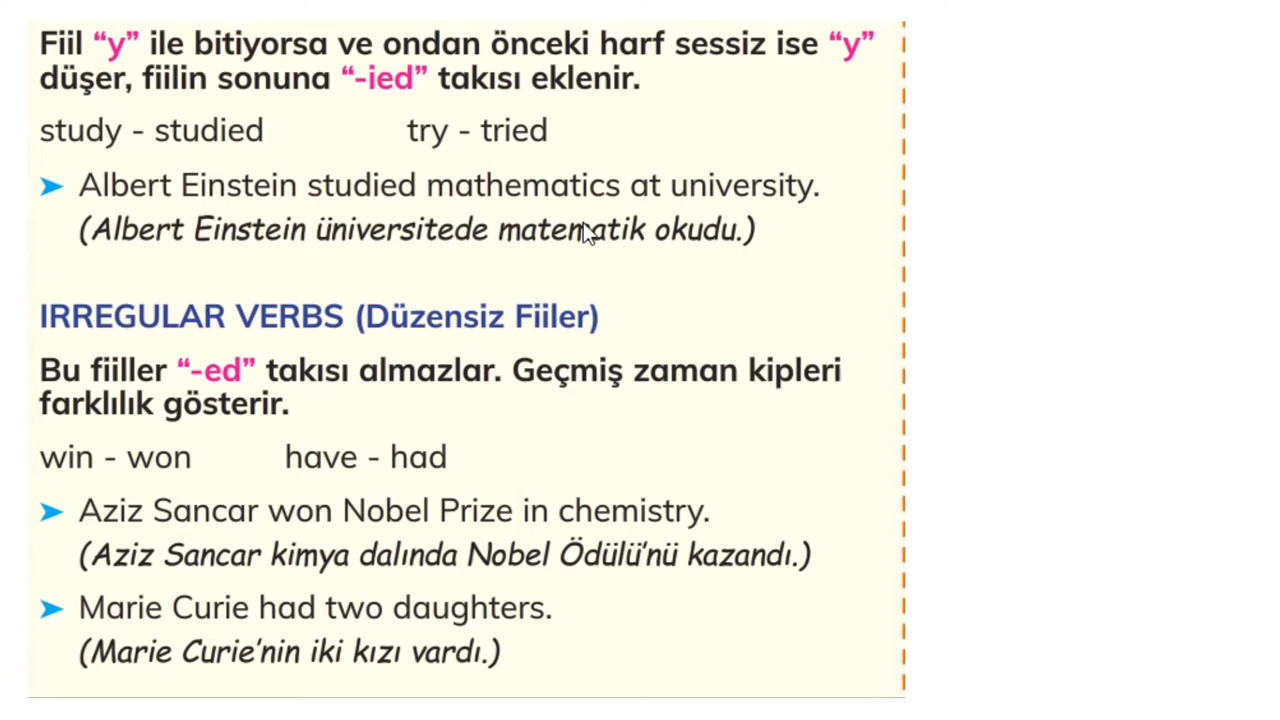 Fiil “y” ile bitiyorsa ve ondan önceki harf sessiz ise “y”
düşer, fiilin sonuna “-ied” takısı eklenir.
study - studied try - tried
➤ Albert Einstein studied mathematics at university.
(Albert Einstein üniversitede matematik okudu.)
IRREGULAR VERBS (Düzensiz Fiiler)
Bu fiiller “-ed” takısı almazlar. Geçmiş zaman kipleri
farklılık gösterir.
win - won have - had
➤ Aziz Sancar won Nobel Prize in chemistry.
(Aziz Sancar kimya dalında Nobel Ödülü’nü kazandı.)
➤ Marie Curie had two daughters.
(Marie Curie’nin iki kızı vardı.)